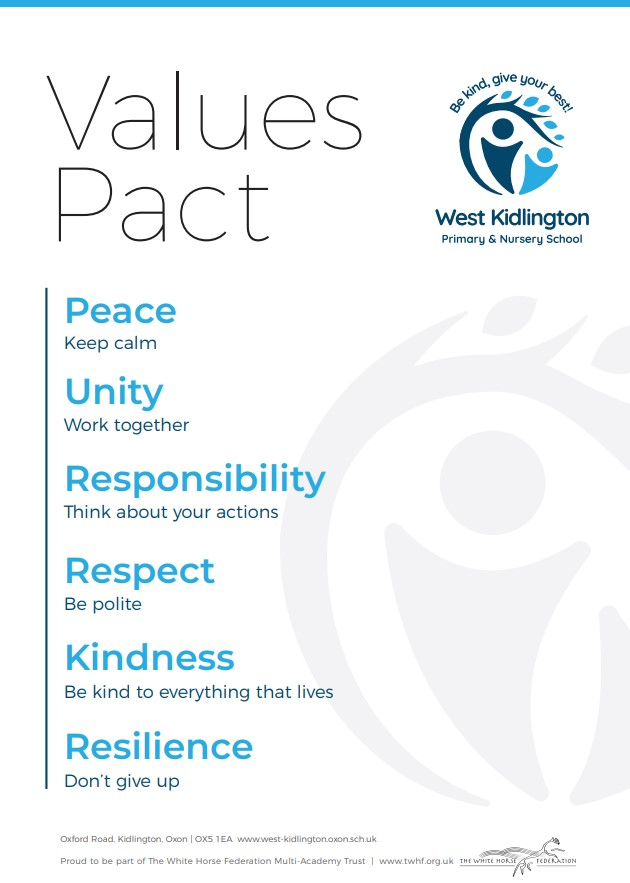 Values
Pact
Be kind, give your best!
West Kidlington
Primary & Nursery School
Peace
Keep calm
Unity
Work together
Responsibility
Think about your actions
Respect
Be polite
Kindness
Be kind to everything that lives
Resilience
Don't give up
Oxford Road, Kidlington, Oxon | OX5 1EA www.west-kidlington.oxon.sch.uk
Proud to be part of The White Horse Federation Multi-Academy Trust | www.twhf.org.uk THE WHITE HORSE FEDERATION